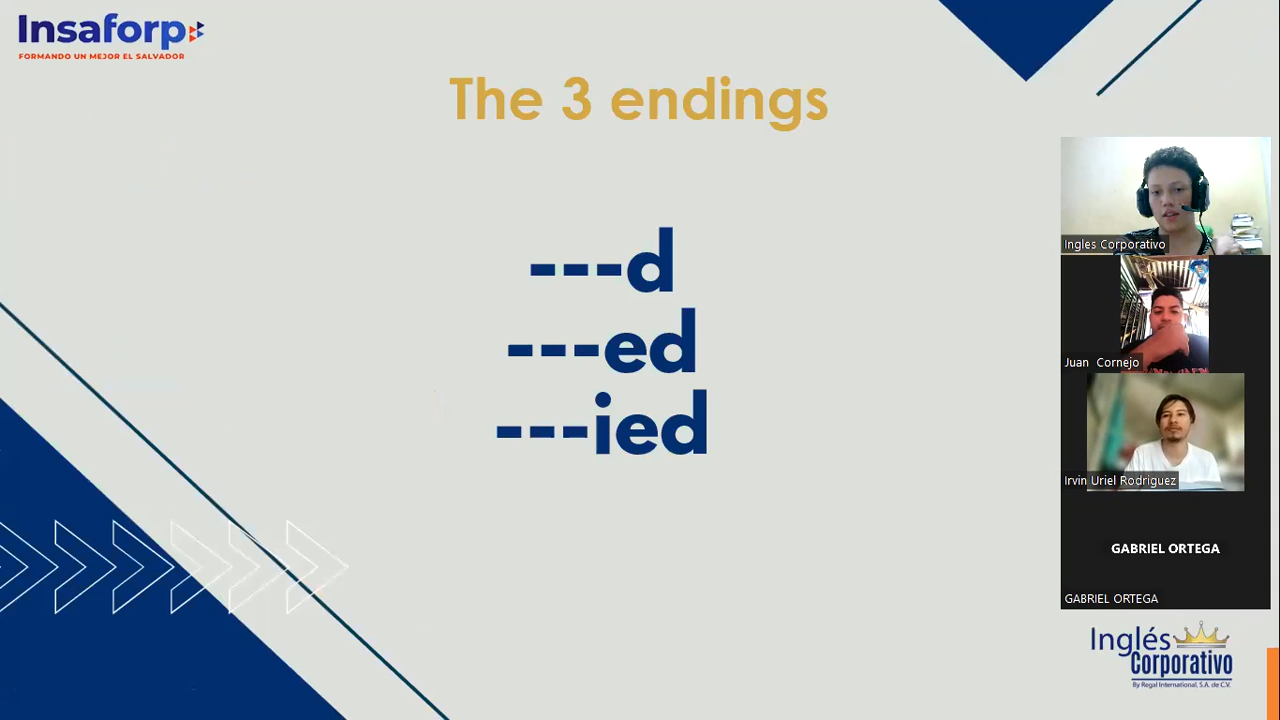 Insaforp
FORMANDO UN MEJOR EL SALVADOR
The 3 endings
---d
---ed
---ied
Ingles Corporativo
Juan Cornejo
Irvin Uriel Rodriguez
GABRIEL ORTEGA
GABRIEL ORTEGA
Inglés
Corporativo
By Regal International, S.A. de C.V.